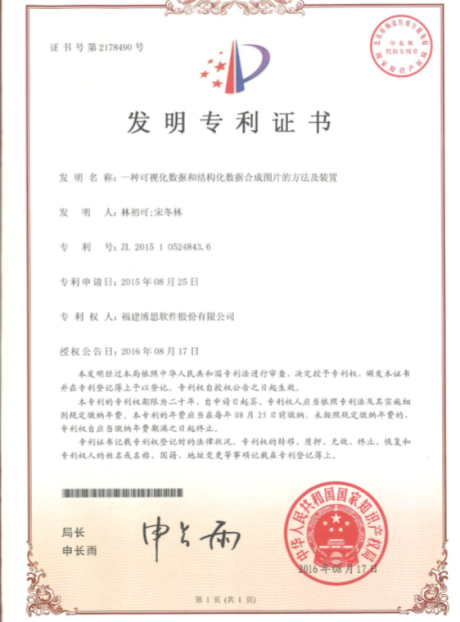 证书号第2178490号
发明专利证书
发 明 名 称：一种可视化数据和结构化数据合成图片的方法及装置
发 明 人：林初可;宋冬林
专 利 号：ZL 2015 1 0524843.6
专利申请日：2015年08月25日
专 利 权 人：福建博思软件股份有限公司
授权公告日：2016年08月17日
本发明经过本局依照中华人民共和国专利法进行审查，决定授予专利权，颁发本证书
并在专利登记簿上予以登记。专利权自授权公告之日起生效。
本专利的专利权期限为二十年，自申请日起算。专利权人应当依照专利法及其实施细
则规定缴纳年费。本专利的年费应当在每年08月25日前缴纳。未按照规定缴纳年费的，
专利权自应当缴纳年费期满之日起终止。
专利证书记载专利权登记时的法律状况。专利权的转移、质押、无效、终止、恢复和
专利权人的姓名或名称、国籍、地址变更等事项记载在专利登记簿上。
局长
申长雨
申长雨
中华人民共和国国家知识产权局
2016年08月17日
第1页（共1页）